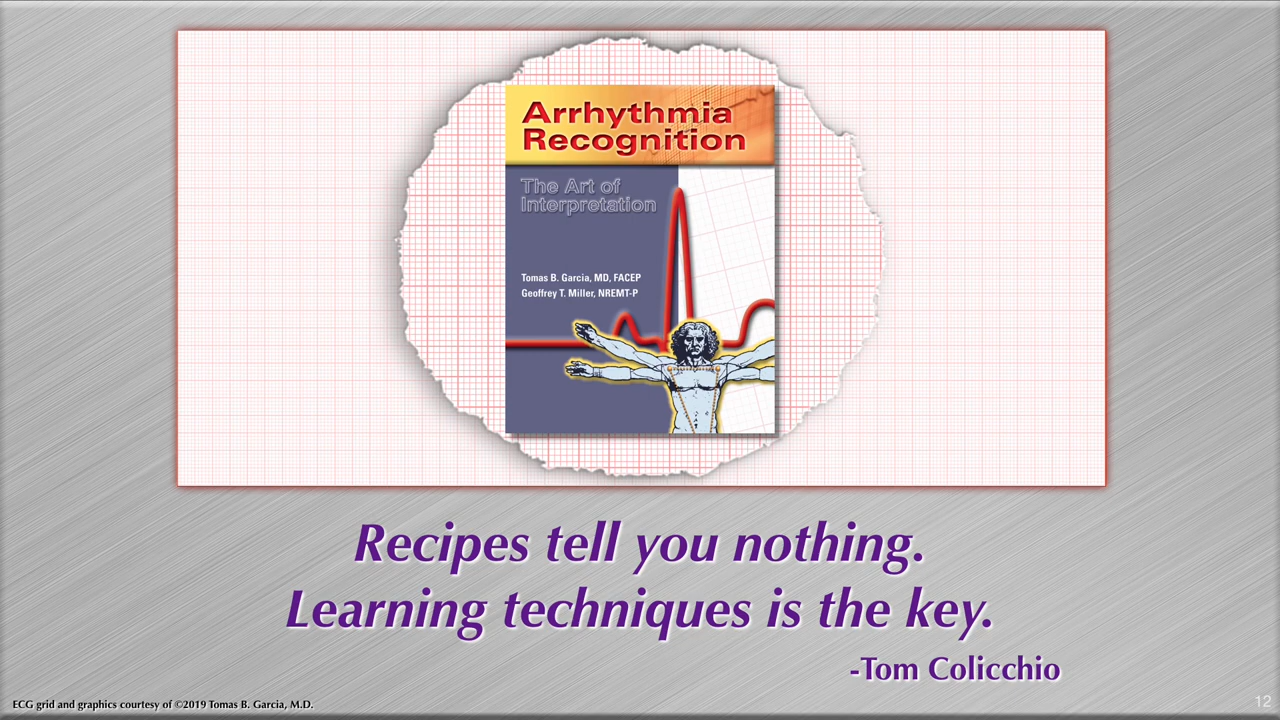 Arrhythmia
Recognition
The Art of
Interpretation
Tomas B. Garcia, MD, FACEP
Geoffrey T. Miller, NREMT-P
Recipes tell you nothing.
Learning techniques is the key.
-Tom Colicchio
ECG grid and graphics courtesy of ©2019 Tomas B. Garcia, M.D.
12